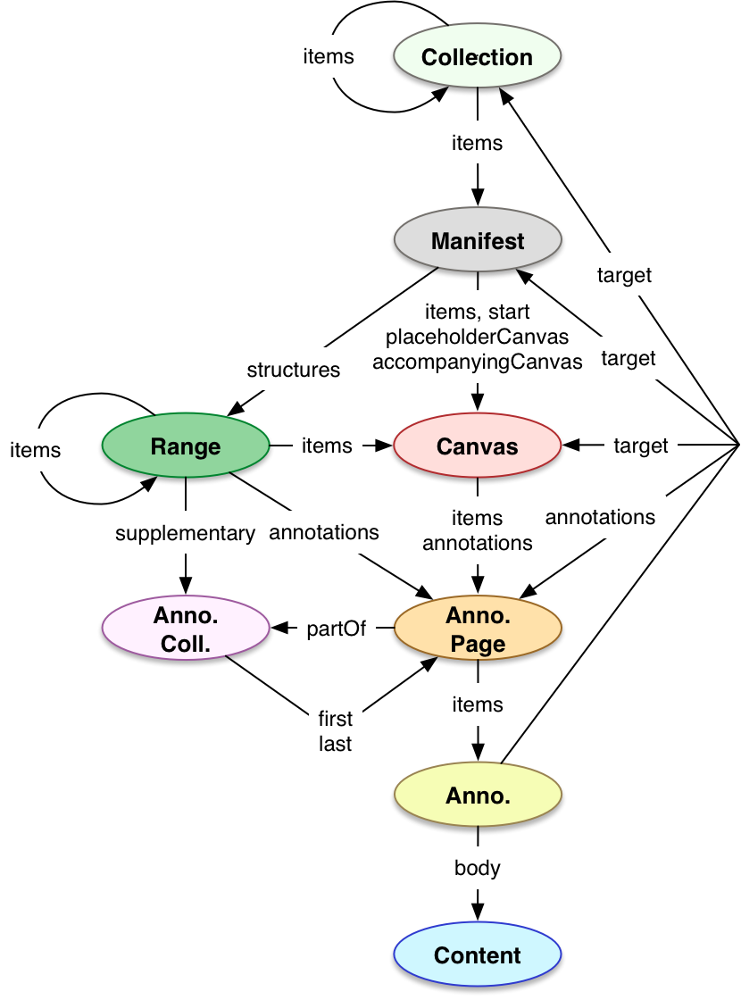 Collection
items
items
Manifest
target
items, start
placeholderCanvas
accompanyingCanvas
target
structures
Range
items
Canvas
target
items
supplementary
annotations
items
annotations
annotations
Anno.
Coll.
partOf
Anno.
Page
first
last
items
Anno.
body
Content